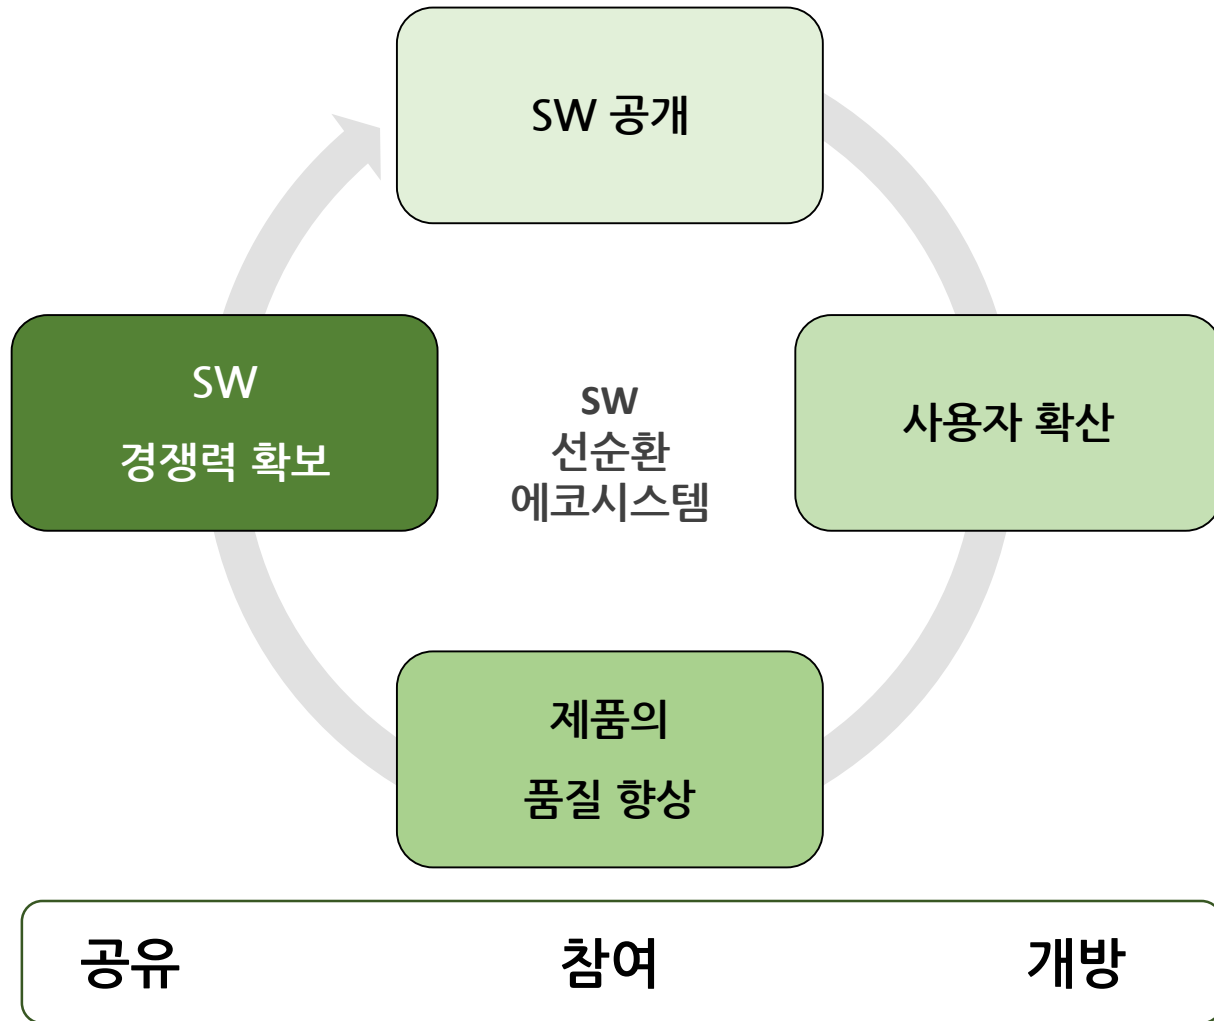 SW 공개
사용자 확산
제품의
품질 향상
SW
경쟁력 확보
SW
선순환
에코시스템
공유 참여 개방